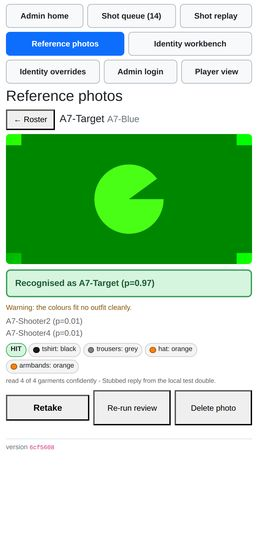 Admin home
Shot queue (14)
Shot replay
Reference photos
Identity workbench
Identity overrides
Admin login
Player view
Reference photos
← Roster A7-Target A7-Blue
Recognised as A7-Target (p=0.97)
Warning: the colours fit no outfit cleanly.
A7-Shooter2 (p=0.01)
A7-Shooter4 (p=0.01)
HIT tshirt: black trousers: grey hat: orange
armbands: orange
read 4 of 4 garments confidently - Stubbed reply from the local test double.
Retake
Re-run review
Delete photo
version 6cf5608